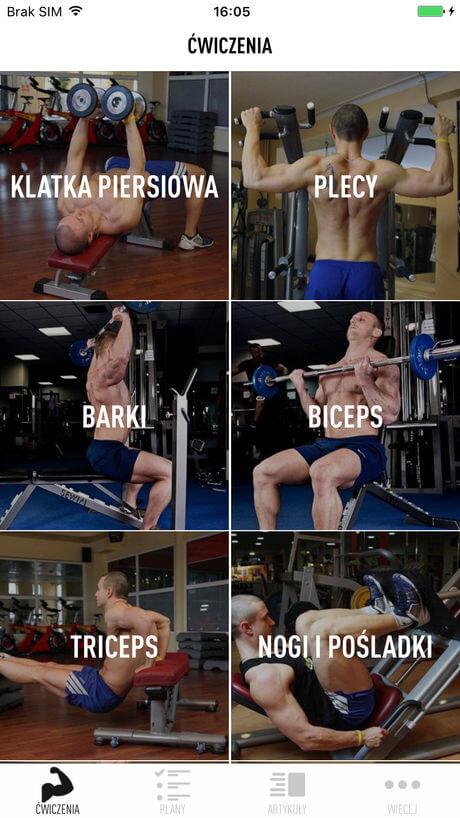 Brak SIM 16:05
ĆWICZENIA
KLATKA PIERSIOWA
PLECY
BARKI
BICEPS
TRICEPS
NOGI I POŚLADKI
ĆWICZENIA
PLANY
ARTYKUŁY
WIĘCEJ